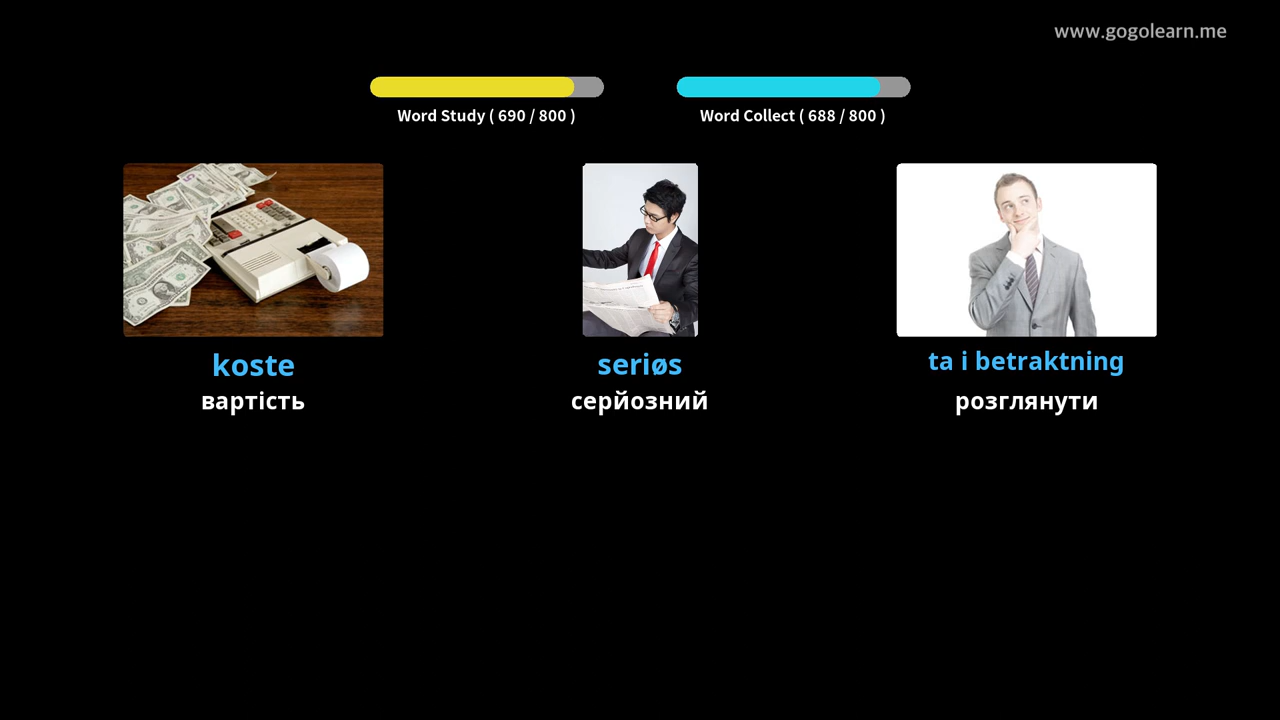 www.gogolearn.me
Word Study ( 690 / 800 )
Word Collect ( 688 / 800 )
koste
seriøs
ta i betraktning
вартість
серйозний
розглянути